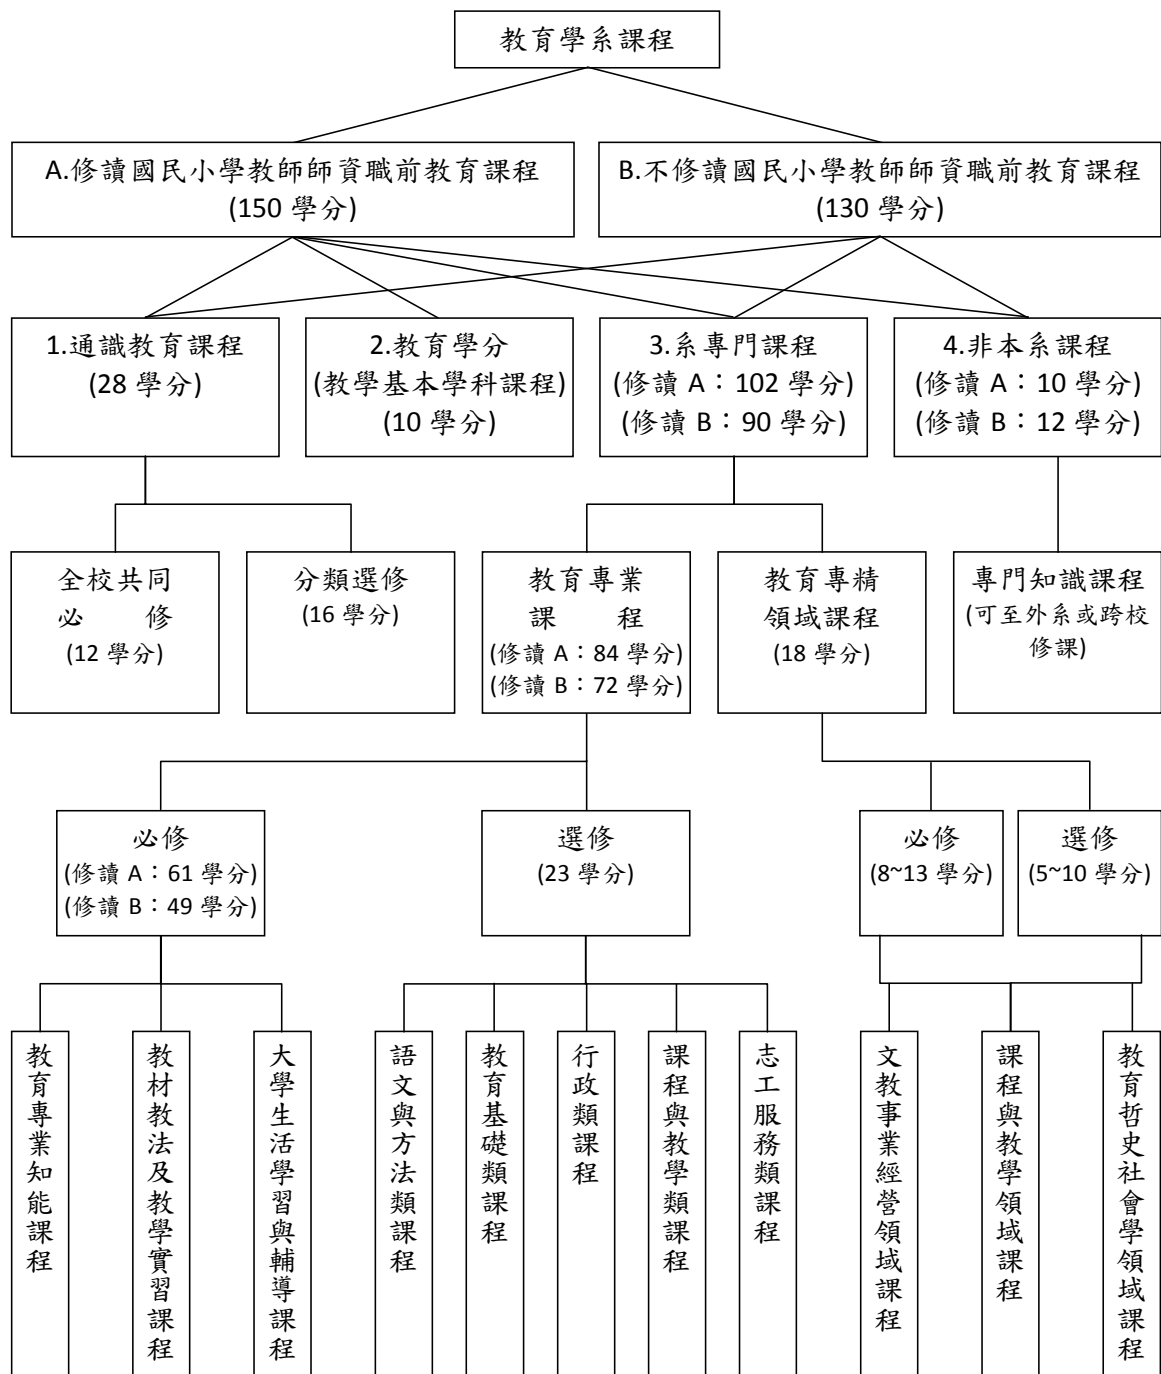 教育學系課程
A.修讀國民小學教師師資職前教育課程
(150 學分)
B.不修讀國民小學教師師資職前教育課程
(130 學分)
1.通識教育課程
(28 學分)
2.教育學分
(教學基本學科課程)
(10 學分)
3.系專門課程
(修讀 A：102 學分)
(修讀 B：90 學分)
4.非本系課程
(修讀 A：10 學分)
(修讀 B：12 學分)
全校共同
必　修
(12 學分)
分類選修
(16 學分)
教育專業
課　程
(修讀 A：84 學分)
(修讀 B：72 學分)
教育專精
領域課程
(18 學分)
專門知識課程
(可至外系或跨校
修課)
必修
(修讀 A：61 學分)
(修讀 B：49 學分)
選修
(23 學分)
必修
(8~13 學分)
選修
(5~10 學分)
教育專業知能課程
教材教法及教學實習課程
大學生活學習與輔導課程
語文與方法類課程
教育基礎類課程
行政類課程
課程與教學類課程
志工服務類課程
文教事業經營領域課程
課程與教學領域課程
教育哲史社會學領域課程